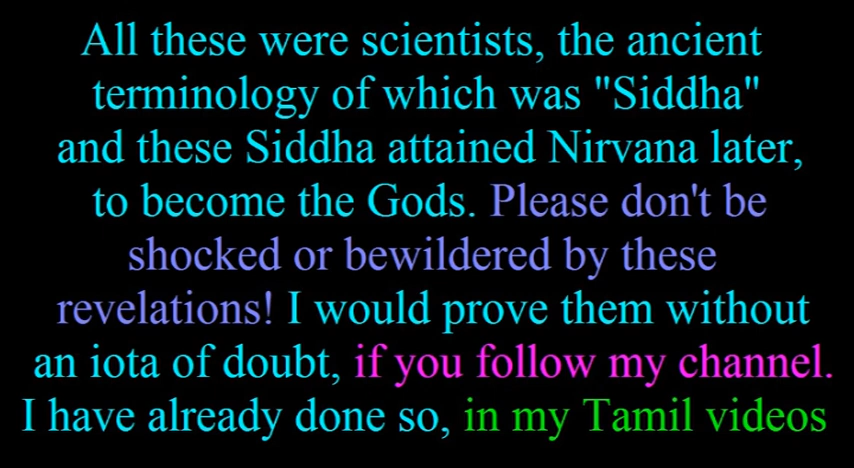 All these were scientists, the ancient
terminology of which was "Siddha"
and these Siddha attained Nirvana later,
to become the Gods. Please don't be
shocked or bewildered by these
revelations! I would prove them without
an iota of doubt, if you follow my channel.
I have already done so, in my Tamil videos